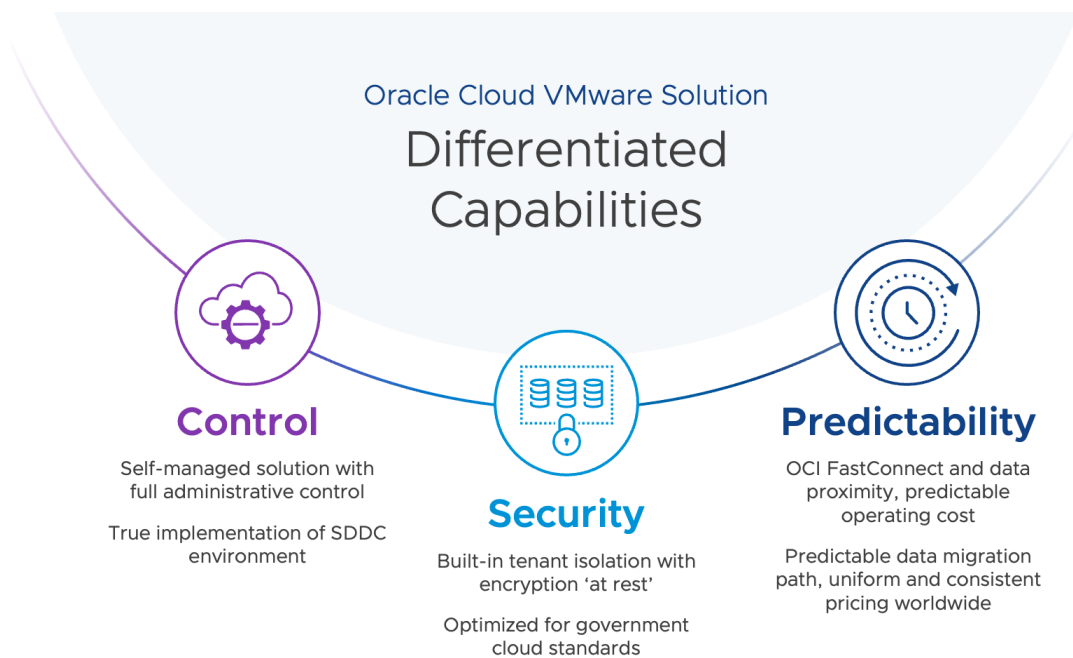 Oracle Cloud VMware Solution
Differentiated
Capabilities
Control
Self-managed solution with
full administrative control
True implementation of SDDC
environment
Security
Built-in tenant isolation with
encryption ‘at rest’
Optimized for government
cloud standards
Predictability
OCI FastConnect and data
proximity, predictable
operating cost
Predictable data migration
path, uniform and consistent
pricing worldwide